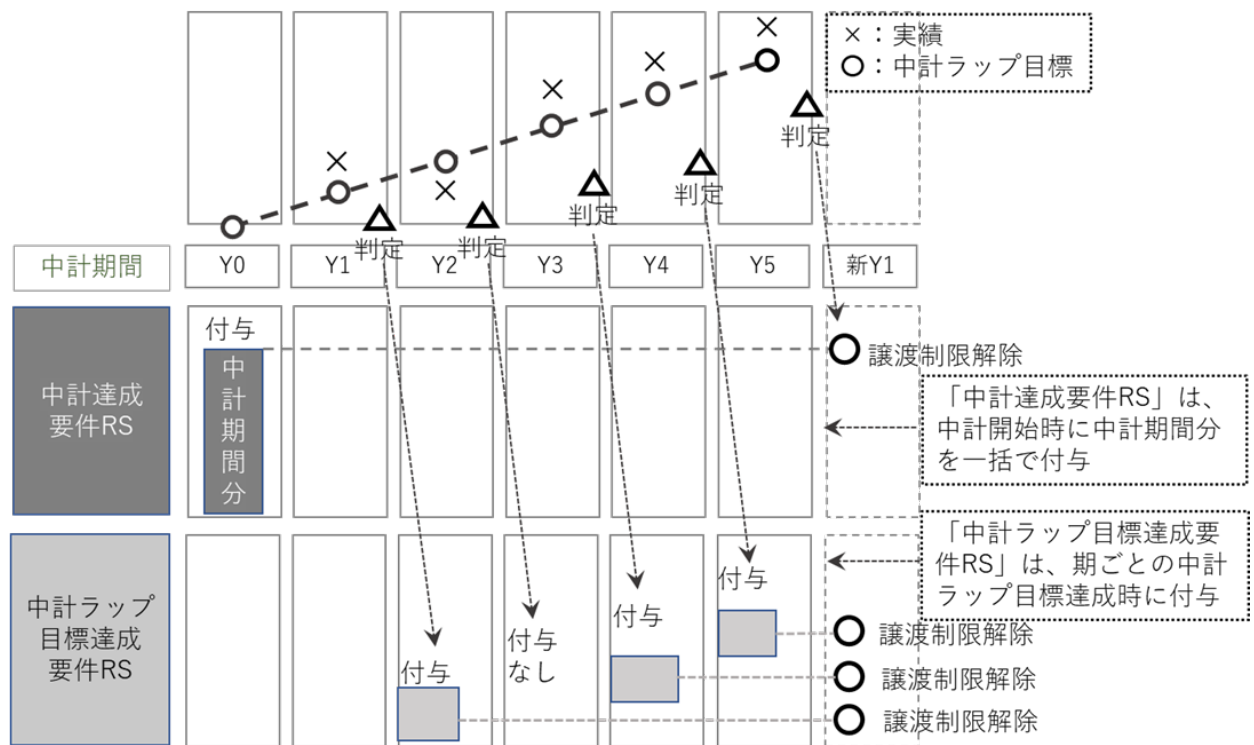 ×：実績
○：中計ラップ目標
判定
判定
判定
判定
判定
中計期間
Y0
Y1
Y2
Y3
Y4
Y5
新Y1
中計達成
要件RS
付与
中計期間分
譲渡制限解除
「中計達成要件RS」は、
中計開始時に中計期間分
を一括で付与
中計ラップ
目標達成
要件RS
付与
付与
なし
付与
付与
「中計ラップ目標達成要
件RS」は、期ごとの中計
ラップ目標達成時に付与
譲渡制限解除
譲渡制限解除
譲渡制限解除